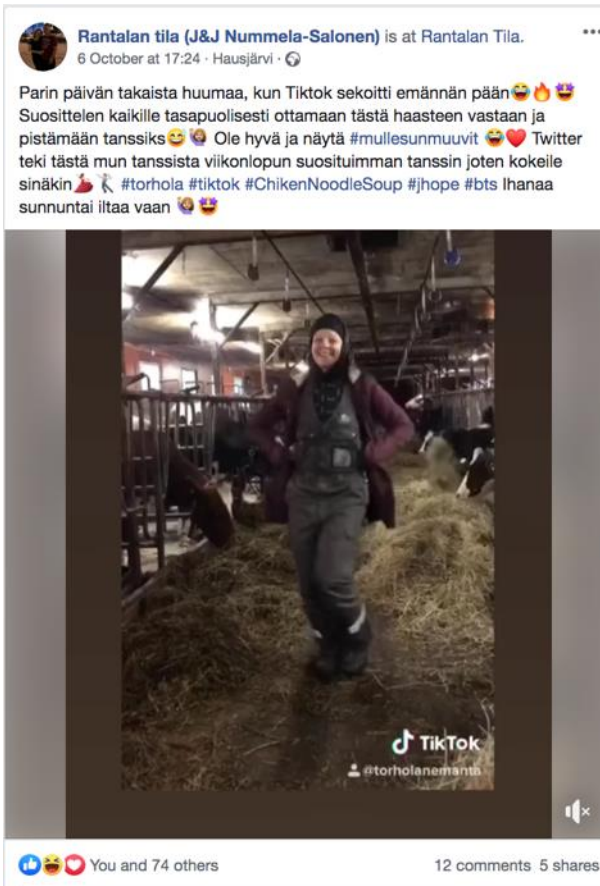 Rantalan tila (J&J Nummela-Salonen) is at Rantalan Tila.
6 October at 17:24 · Hausjärvi ·
Parin päivän takaista huumaa, kun Tiktok sekoitti emännän pään😂🔥🤩
Suosittelen kaikille tasapuolisesti ottamaan tästä haasteen vastaan ja
pistämään tanssiks😅🙋🏼‍♀️ Ole hyvä ja näytä #mullesunmuuvit 😂❤️ Twitter
teki tästä mun tanssista viikonlopun suosituimman tanssin joten kokeile
sinäkin💃🕺 #torhola #tiktok #ChikenNoodleSoup #jhope #bts Ihanaa
sunnuntai iltaa vaan 🙋🏼‍♀️🤩
TikTok
@torholanemanta
You and 74 others
12 comments 5 shares